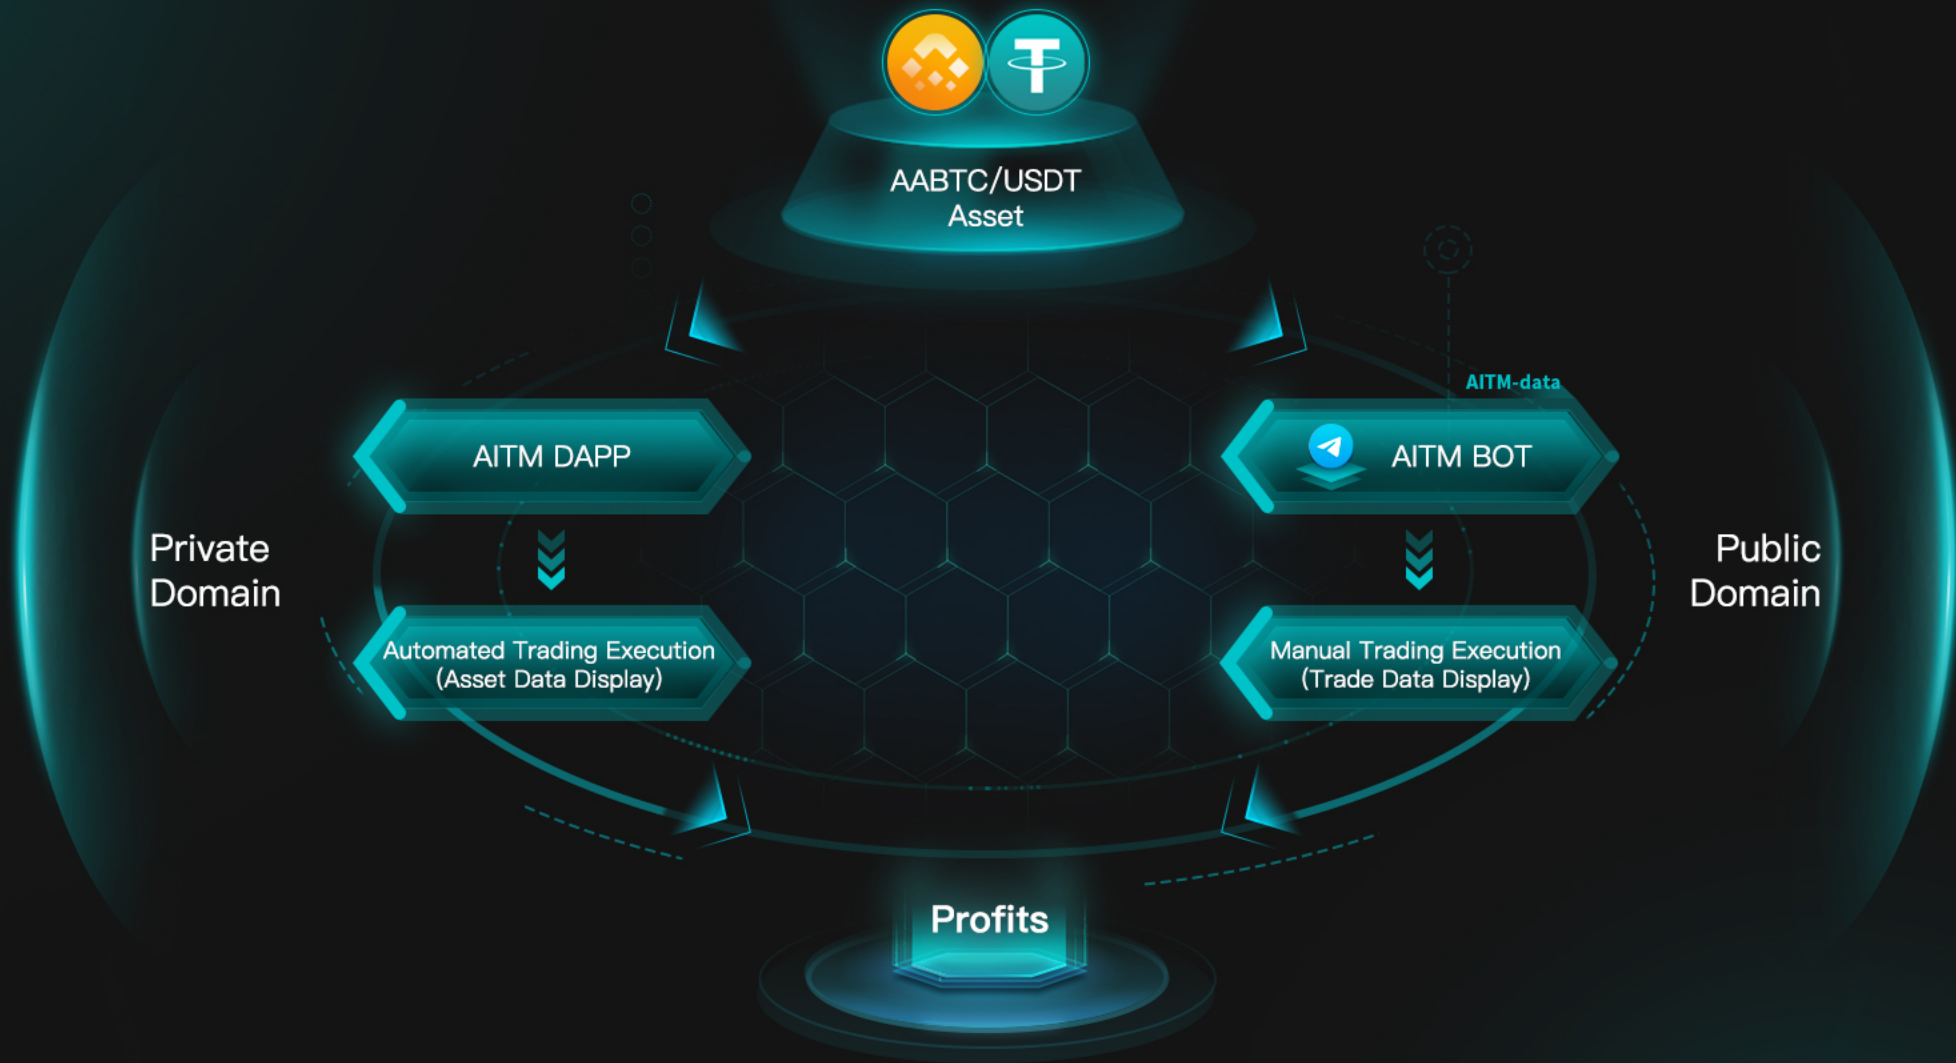 AABTC/USDT
Asset
AITM-data
AITM DAPP
AITM BOT
Private
Domain
Public
Domain
Automated Trading Execution
(Asset Data Display)
Manual Trading Execution
(Trade Data Display)
Profits